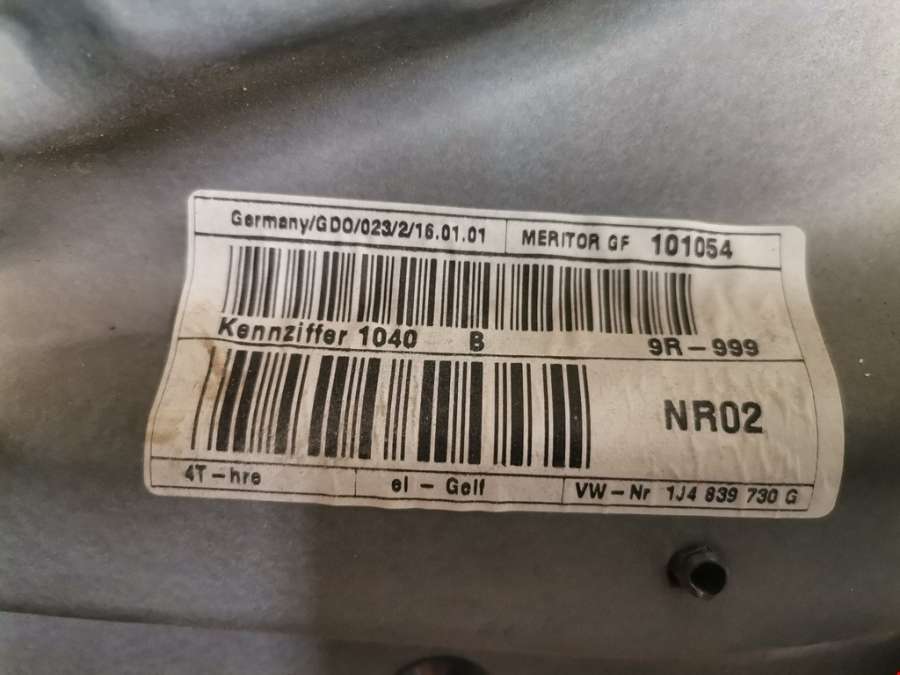 Germany/GDO/023/2/16.01.01 MERITOR GF 101054
Kennziffer 1040 B 9R-999
NR02
4T-hre el - Golf VW-Nr 1J4 839 730 G